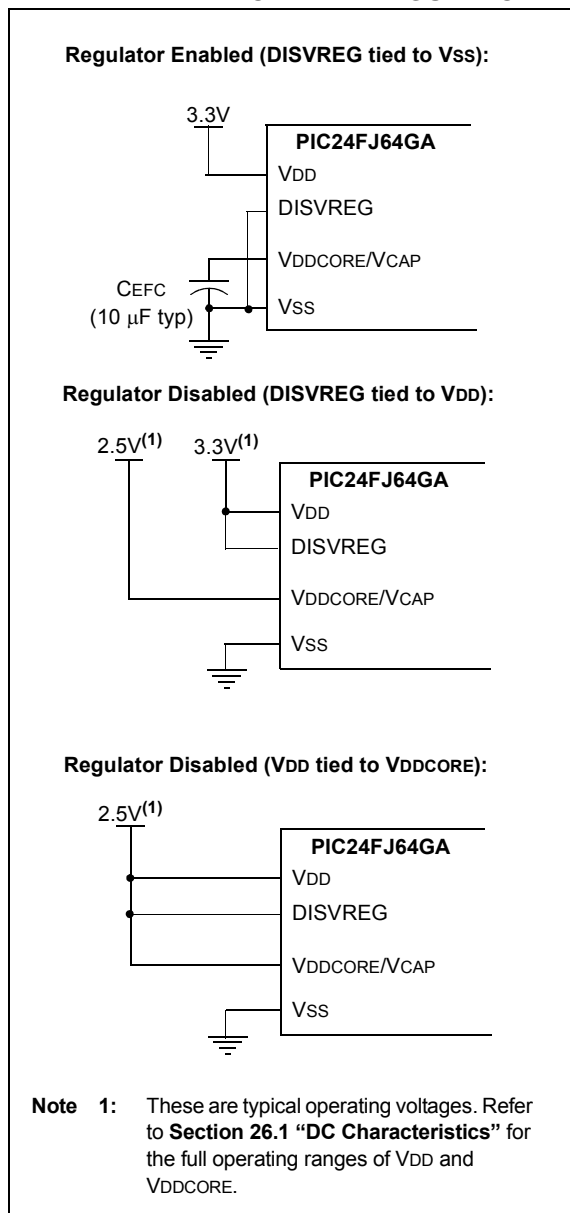 Regulator Enabled (DISVREG tied to VSS):
3.3V
PIC24FJ64GA
VDD
DISVREG
VDDCORE/VCAP
CEFC
(10 μF typ)
VSS
Regulator Disabled (DISVREG tied to VDD):
2.5V(1) 3.3V(1)
PIC24FJ64GA
VDD
DISVREG
VDDCORE/VCAP
VSS
Regulator Disabled (VDD tied to VDDCORE):
2.5V(1)
PIC24FJ64GA
VDD
DISVREG
VDDCORE/VCAP
VSS
Note 1: These are typical operating voltages. Refer
to Section 26.1 “DC Characteristics” for
the full operating ranges of VDD and
VDDCORE.